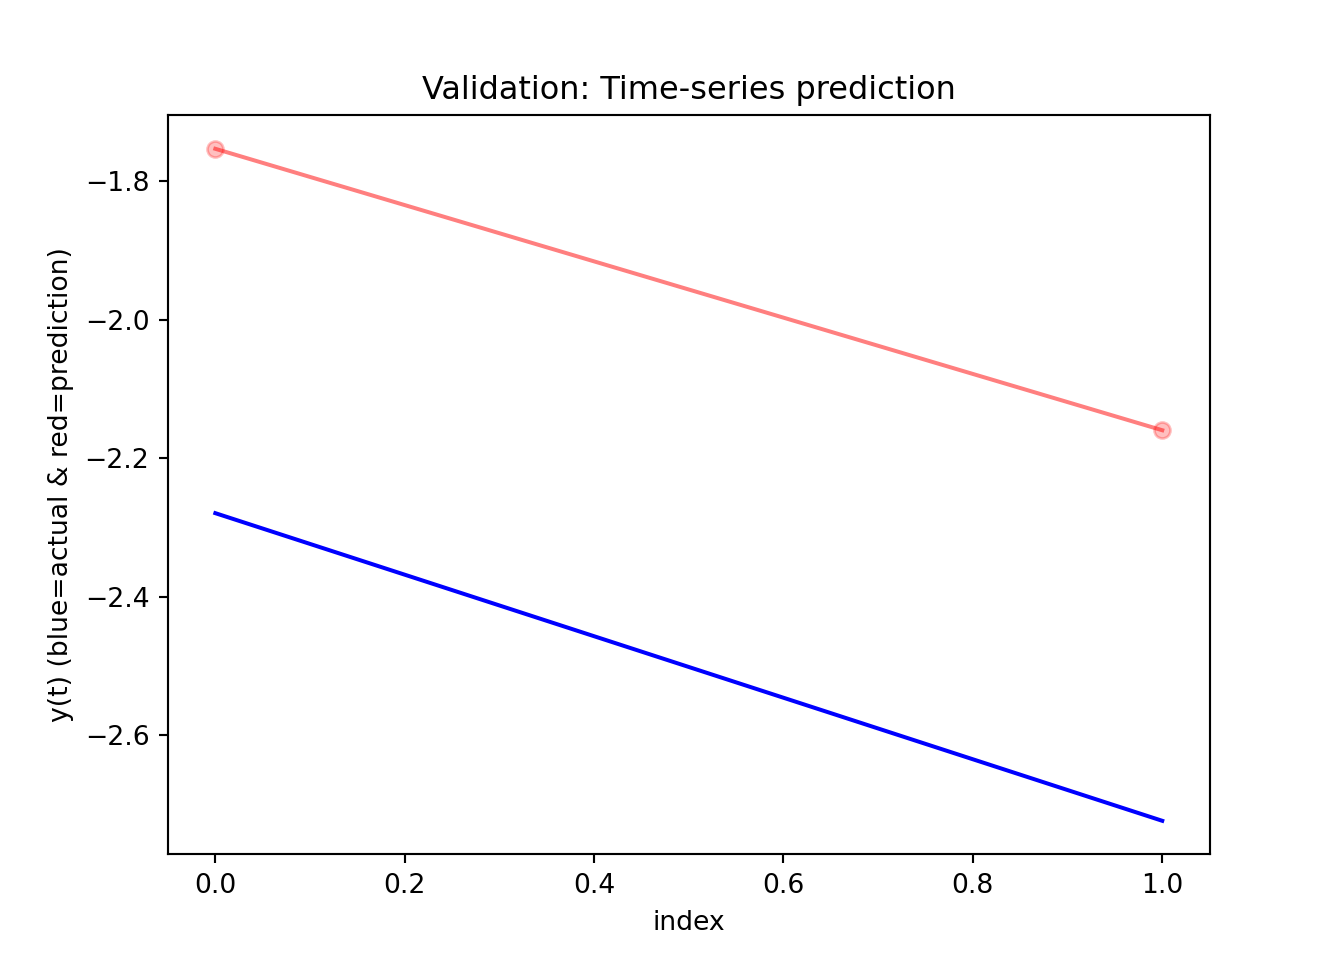 Validation: Time-series prediction
y(t) (blue=actual & red=prediction)
−1.8
−2.0
−2.2
−2.4
−2.6
0.0 0.2 0.4 0.6 0.8 1.0
index